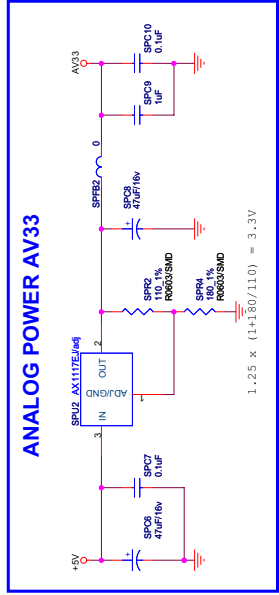 ANALOG POWER AV33
+5V
SPC6
47uF/16v
SPC7
0.1uF
SPU2 AX1117EJ/adj
3
IN
OUT
2
ADJ/GND
1
SPR2
110_1%
R0603/SMD
SPR4
180_1%
R0603/SMD
SPC8
47uF/16v
SPFB2
0
SPC9
1uF
SPC10
0.1uF
AV33
1.25 x (1+180/110) = 3.3V